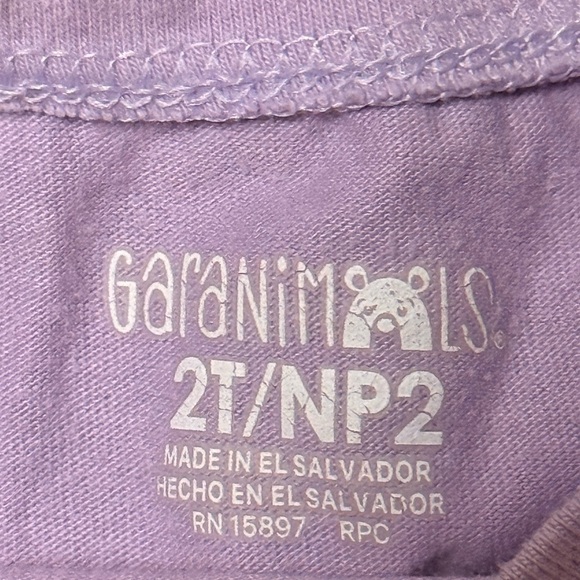 Garanimals®
2T/NP2
MADE IN EL SALVADOR
HECHO EN EL SALVADOR
RN 15897 RPC